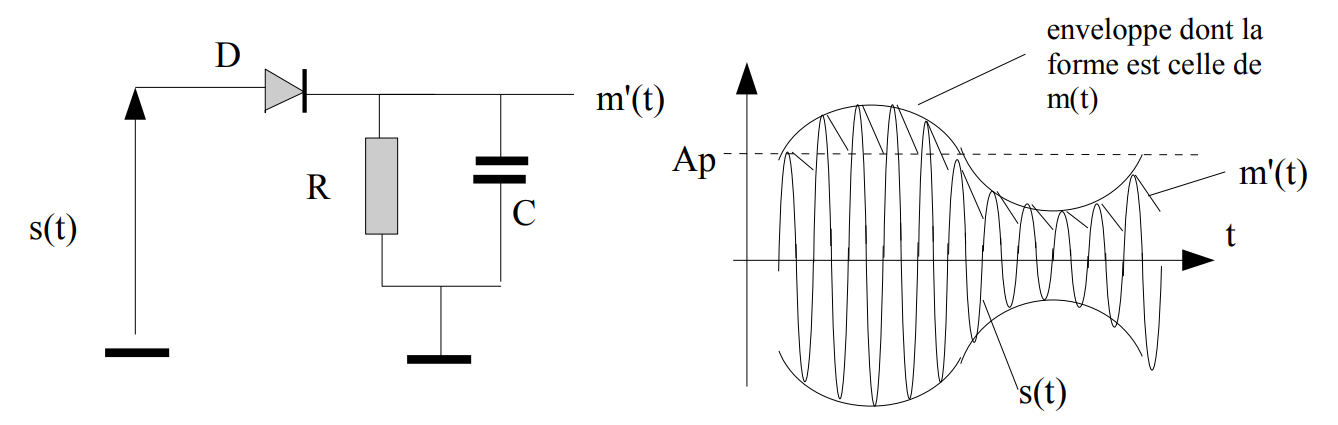 D
R
C
s(t)
m'(t)
enveloppe dont la
forme est celle de
m(t)
Ap
m'(t)
t
s(t)